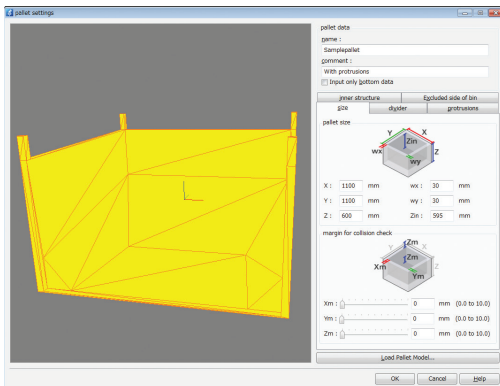 pallet settings
pallet data
name :
Samplepallet
comment :
With protrusions
Input only bottom data
inner structure Excluded side of bin
size divider protrusions
pallet size
Y X
Zin
wx Z
wy
X : 1100 mm wx : 30 mm
Y : 1100 mm wy : 30 mm
Z : 600 mm Zin : 595 mm
margin for collision check
Zm
Y X
Zm
Xm Z
Ym
Xm : 0 mm (0.0 to 10.0)
Ym : 0 mm (0.0 to 10.0)
Zm : 0 mm (0.0 to 10.0)
Load Pallet Model...
OK Cancel Help